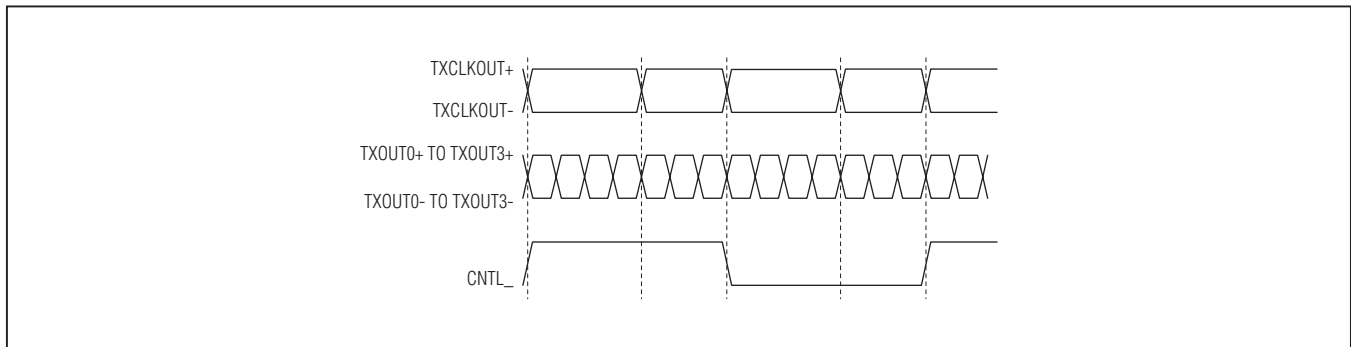 TXCLKOUT+
TXCLKOUT-
TXOUT0+ TO TXOUT3+
TXOUT0- TO TXOUT3-
CNTL_